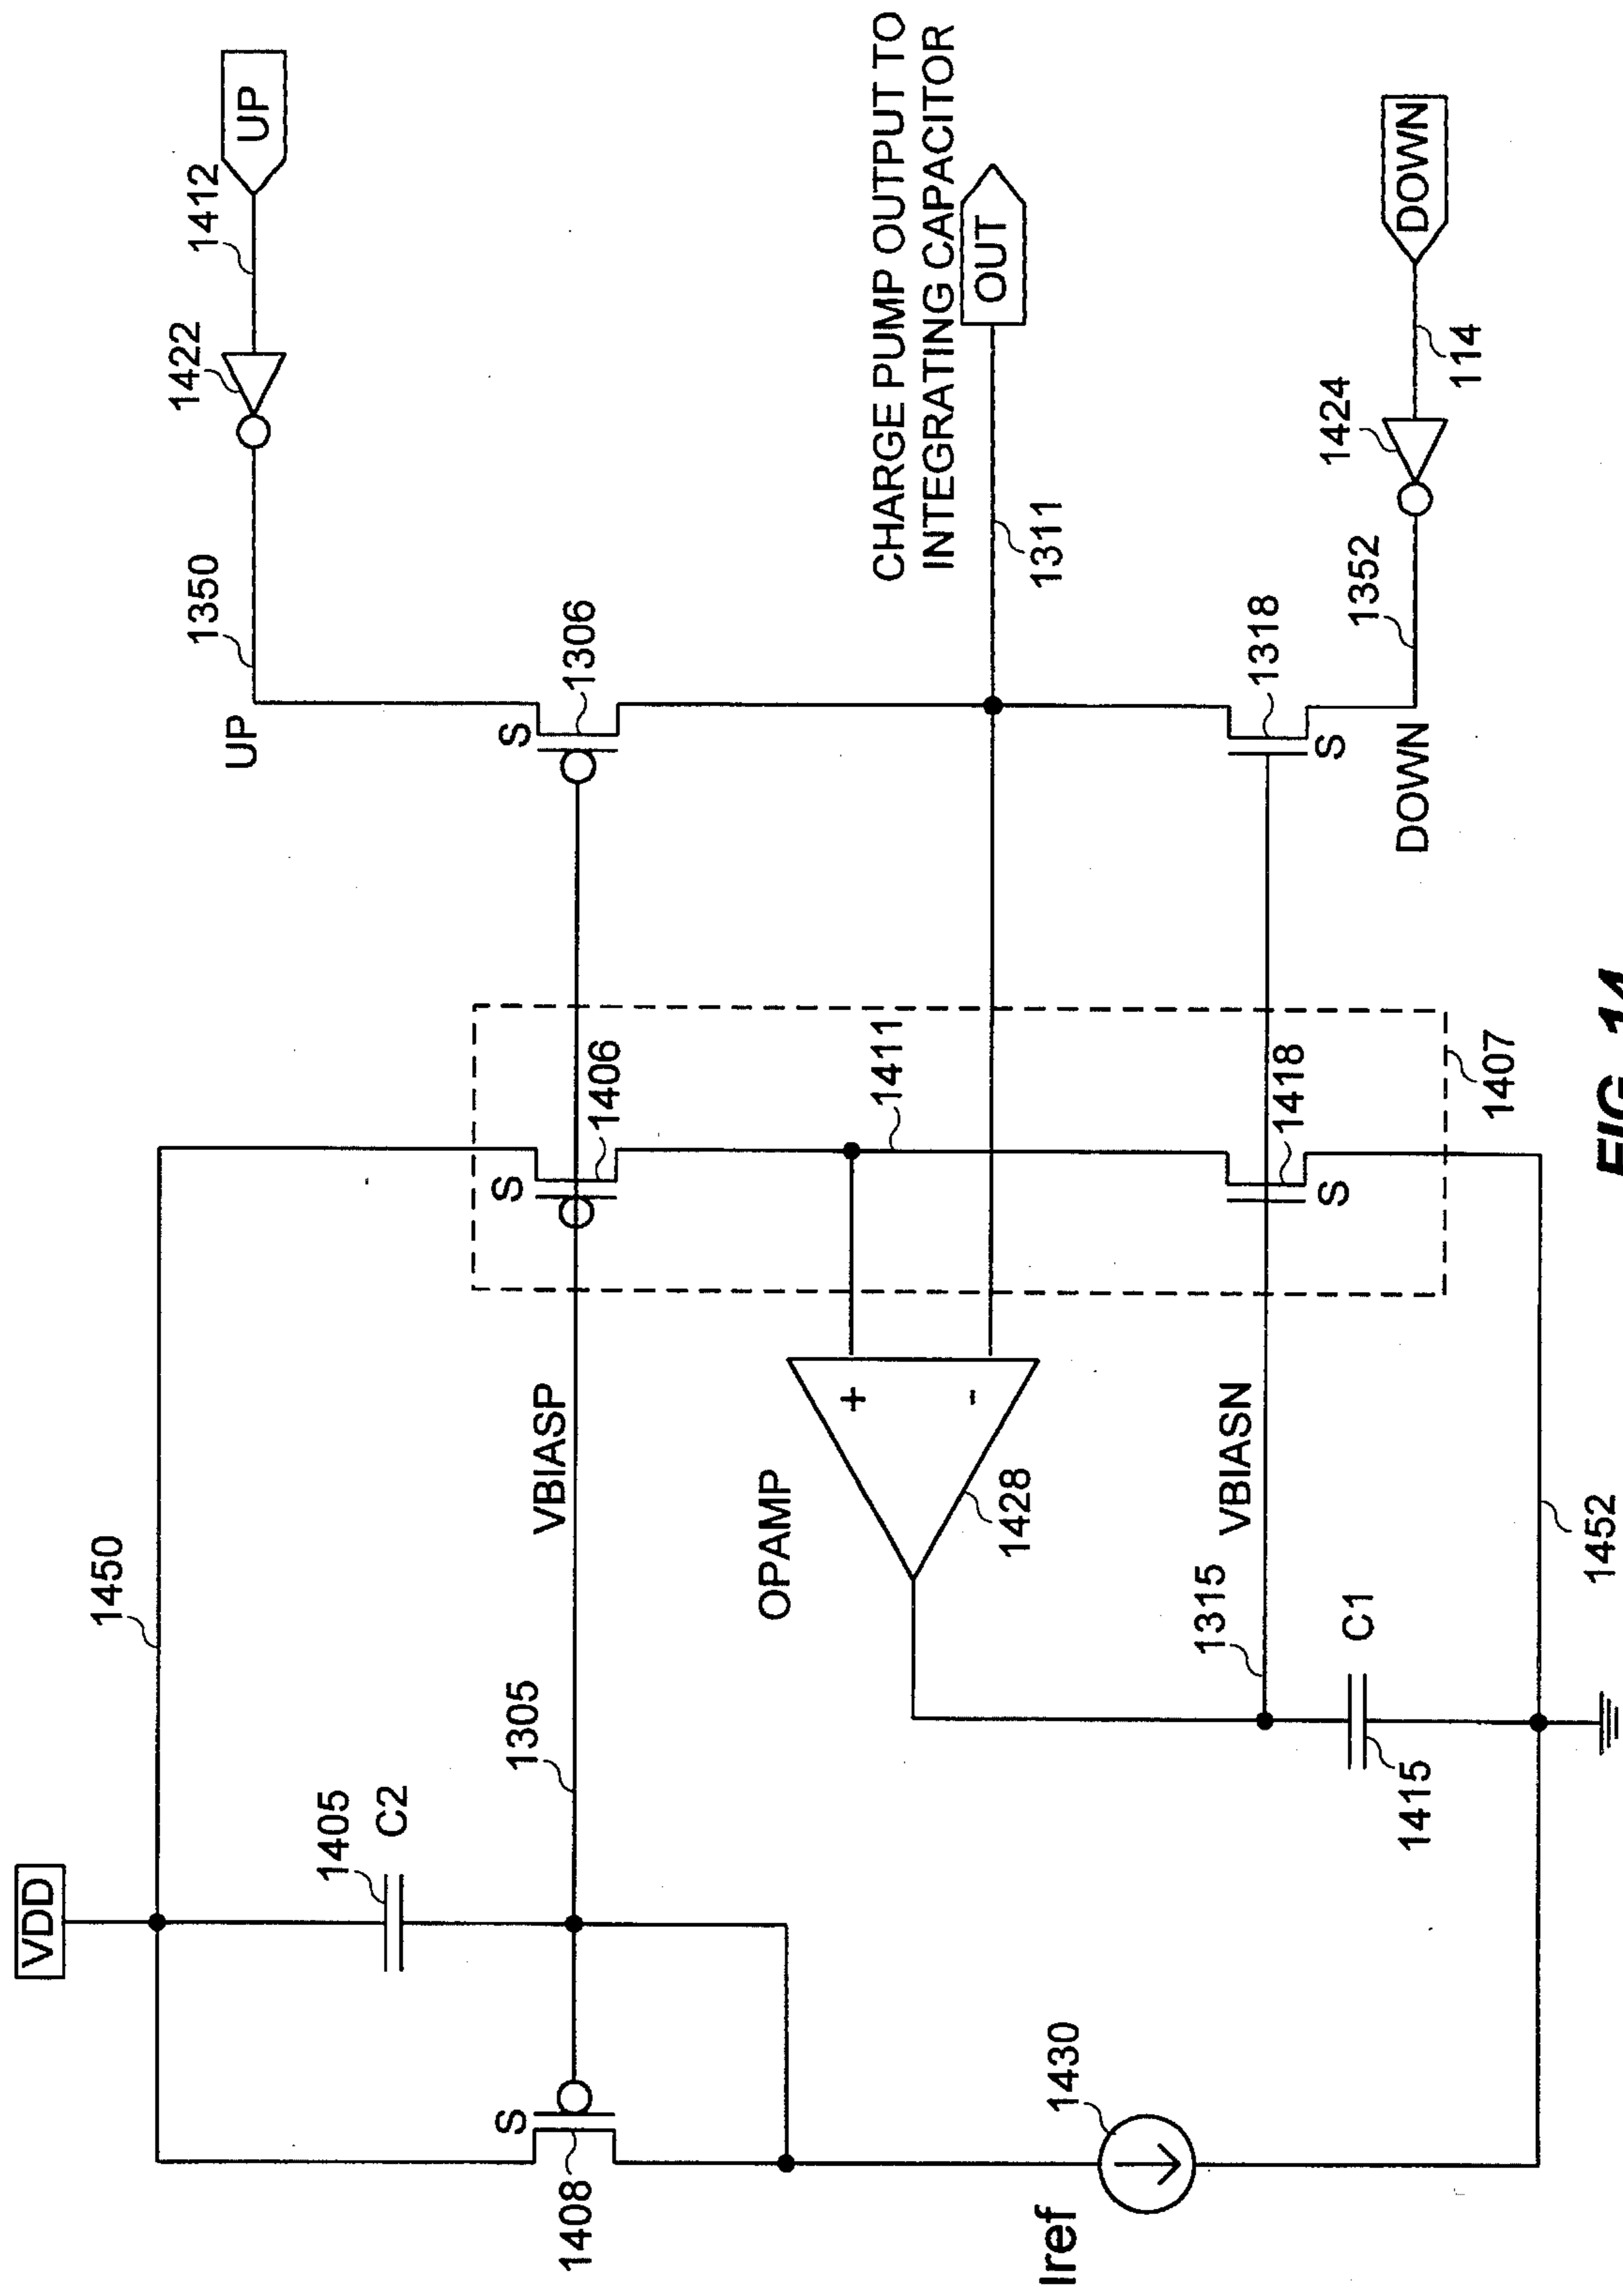 VDD
1450
1412
UP
1422
1350
UP
1405
C2
1305
VBIASP
S
1408
S
1406
S
1306
OPAMP
+
-
1428
1411
CHARGE PUMP OUTPUT TO
INTEGRATING CAPACITOR
OUT
1311
Iref
1430
1315
VBIASN
1418
S
1318
S
C1
1415
1407
DOWN
1352
1424
114
DOWN
1452
FIG. 14